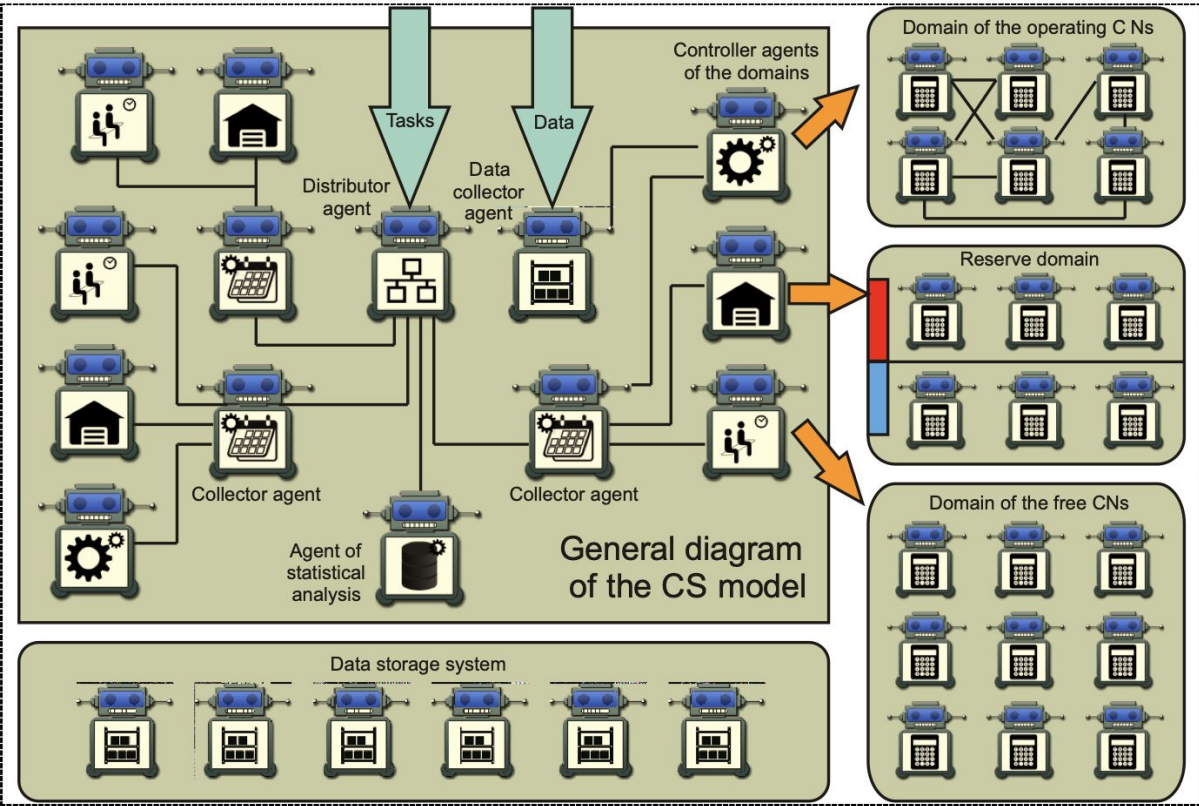 Tasks
Data
Controller agents
of the domains
Distributor
agent
Data
collector
agent
Collector agent
Collector agent
Agent of
statistical
analysis
General diagram
of the CS model
Data storage system
Domain of the operating C Ns
Reserve domain
Domain of the free CNs